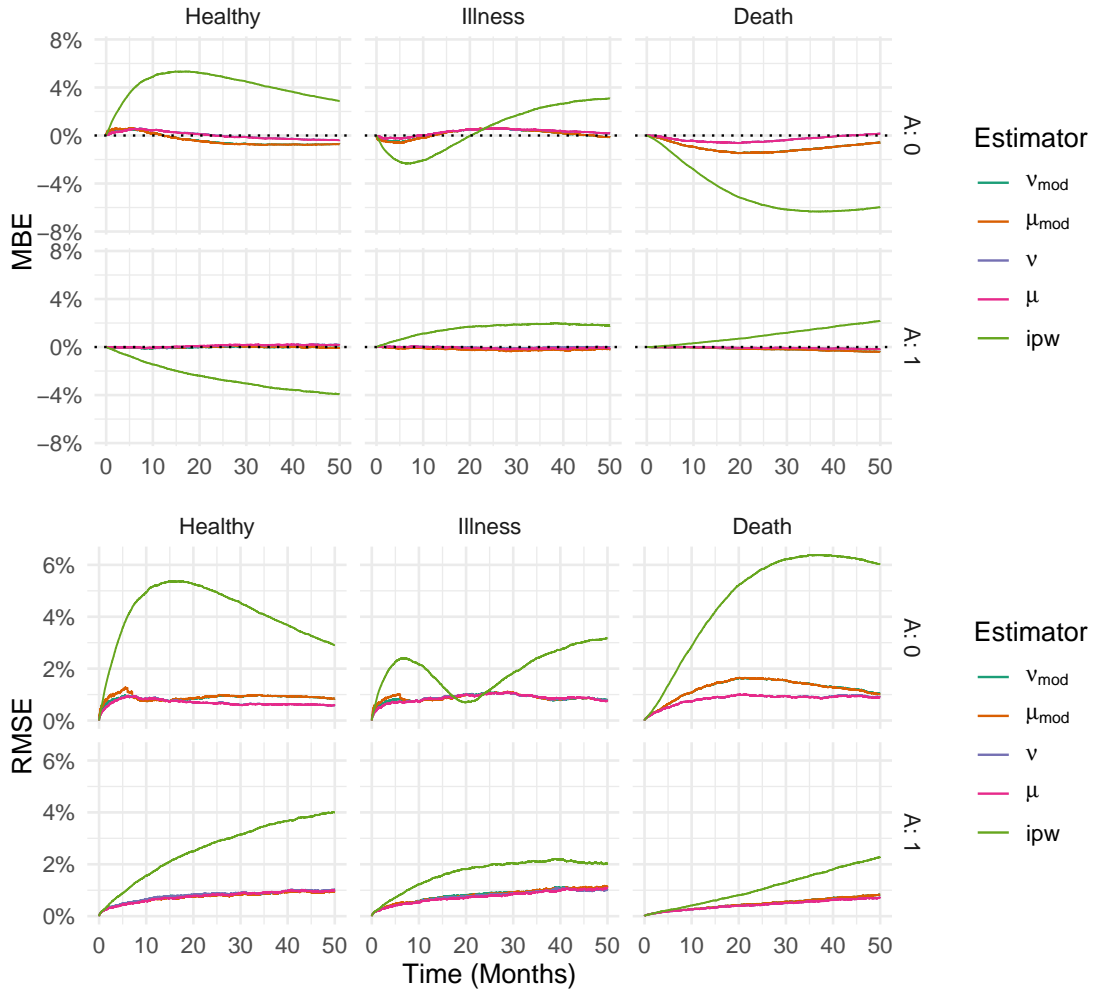 Healthy Illness Death
8%
4%
0%
−4%
−8%
8%
4%
0%
−4%
−8%
MBE
A: 0
A: 1
0 10 20 30 40 50 0 10 20 30 40 50 0 10 20 30 40 50
Estimator
νmod
μmod
ν
μ
ipw
Healthy Illness Death
6%
4%
2%
0%
6%
4%
2%
0%
RMSE
A: 0
A: 1
0 10 20 30 40 50 0 10 20 30 40 50 0 10 20 30 40 50
Time (Months)
Estimator
νmod
μmod
ν
μ
ipw